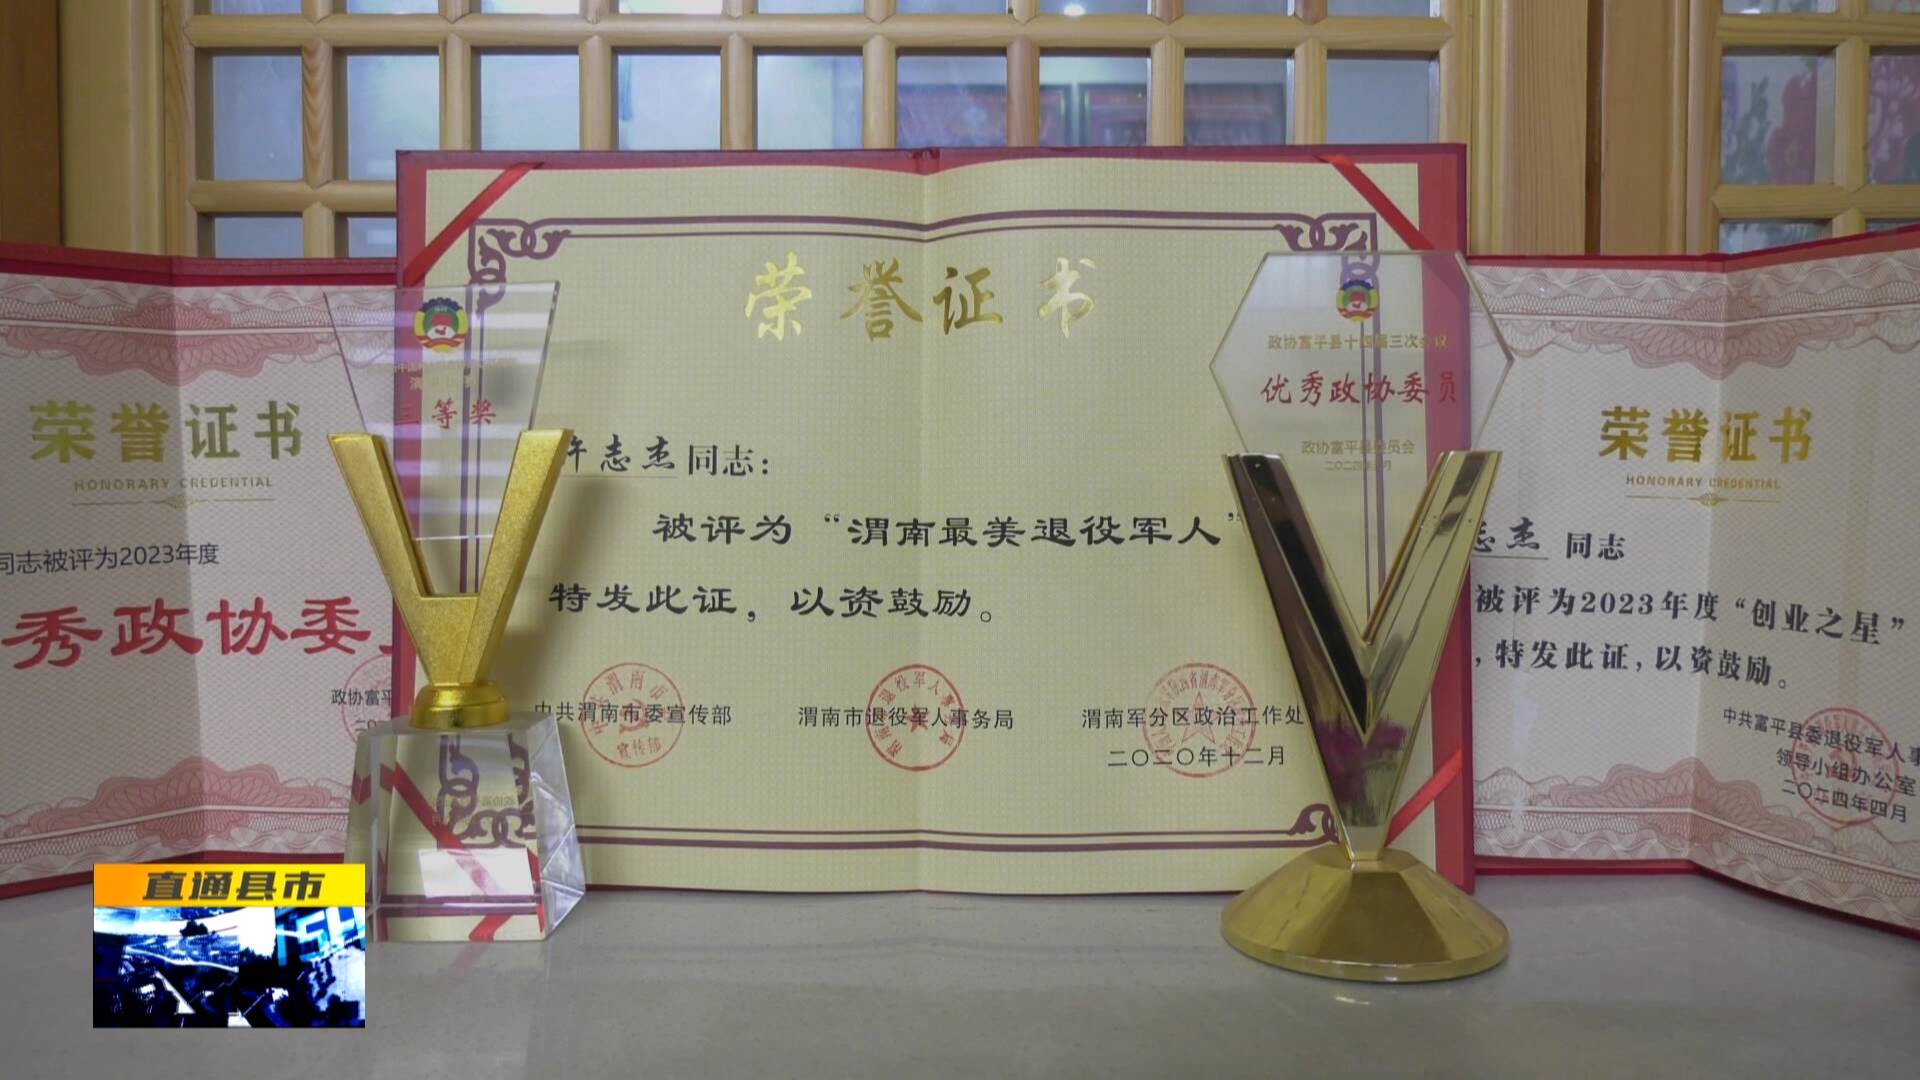 荣誉证书
HONORARY CREDENTIAL
同志被评为2023年度
秀政协委
政协富平
三等奖
荣誉证书
许志杰同志：
被评为“渭南最美退役军人”
特发此证，以资鼓励。
中共渭南市委宣传部
渭南市退役军人事务局
渭南军分区政治工作处
二〇二〇年十二月
政协富平县十四届三次会议
优秀政协委员
政协富平县委员会
荣誉证书
HONORARY CREDENTIAL
志杰 同志
被评为2023年度“创业之星”
，特发此证，以资鼓励。
中共富平县委退役军人事
领导小组办公室
二〇二四年四月
直通县市